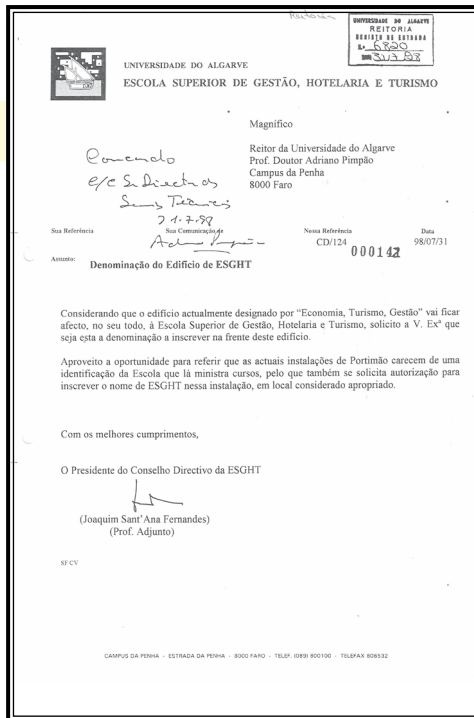 Reitoria
UNIVERSIDADE DO ALGARVE
REITORIA
REGISTO DE ENTRADA
6820
31.7.98
UNIVERSIDADE DO ALGARVE
ESCOLA SUPERIOR DE GESTÃO, HOTELARIA E TURISMO
Magnífico
Reitor da Universidade do Algarve
Prof. Doutor Adriano Pimpão
Campus da Penha
8000 Faro
Concordo
c/c
31.7.98
Sua Referência
Sua Comunicação de
Nossa Referência
Data
CD/124
98/07/31
Assunto:
Denominação do Edifício de ESGHT
Considerando que o edifício actualmente designado por “Economia, Turismo, Gestão” vai ficar
afecto, no seu todo, à Escola Superior de Gestão, Hotelaria e Turismo, solicito a V. Exª que
seja esta a denominação a inscrever na frente deste edifício.
Aproveito a oportunidade para referir que as actuais instalações de Portimão carecem de uma
identificação da Escola que lá ministra cursos, pelo que também se solicita autorização para
inscrever o nome de ESGHT nessa instalação, em local considerado apropriado.
Com os melhores cumprimentos,
O Presidente do Conselho Directivo da ESGHT
(Joaquim Sant'Ana Fernandes)
(Prof. Adjunto)
SF CV
CAMPUS DA PENHA - ESTRADA DA PENHA - 8000 FARO - TELEF. (089) 800100 - TELEFAX 806532